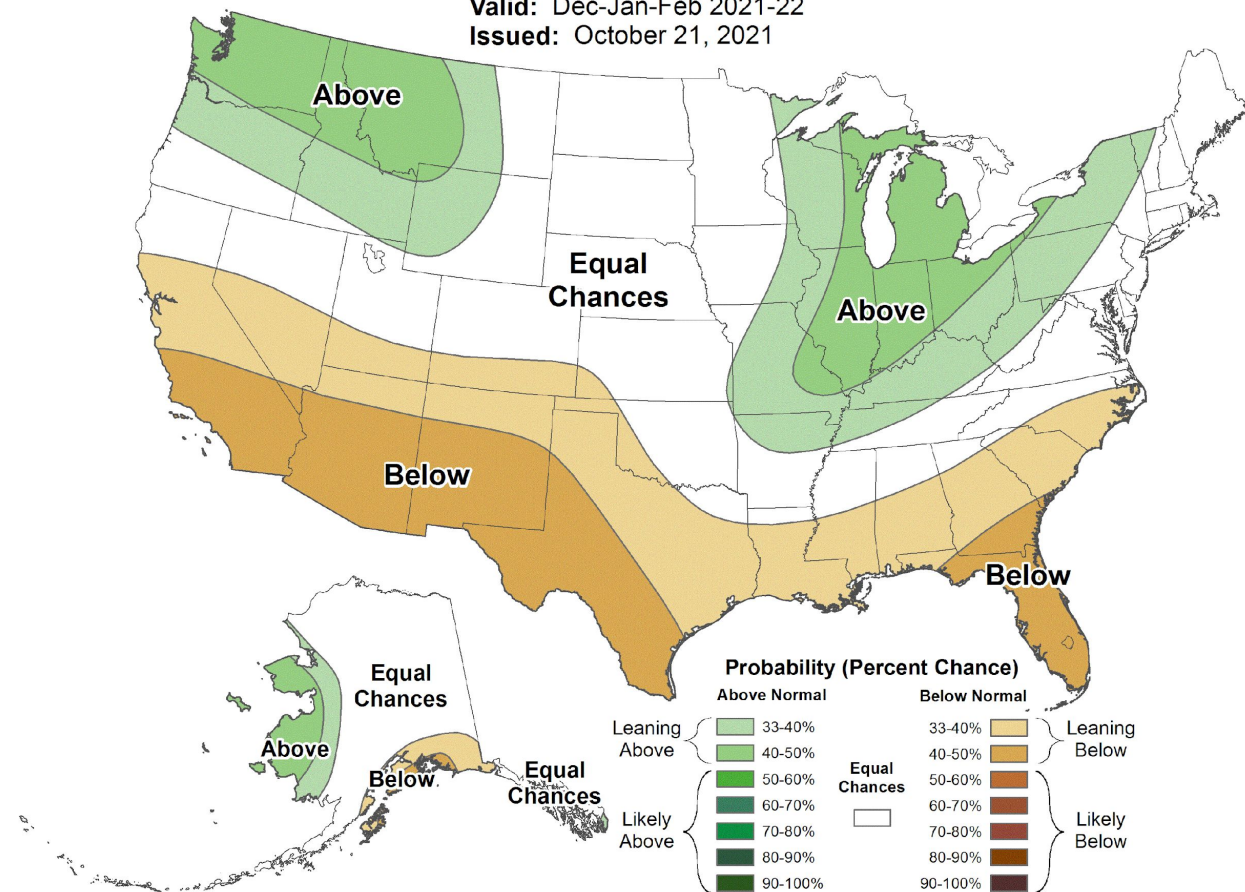 Valid: Dec-Jan-Feb 2021-22
Issued: October 21, 2021
Above
Equal
Chances
Above
Below
Below
Equal
Chances
Above
Below
Equal
Chances
Probability (Percent Chance)
Above Normal
Below Normal
Leaning
Above
33-40%
40-50%
50-60%
60-70%
70-80%
80-90%
90-100%
Likely
Above
Equal
Chances
33-40%
40-50%
50-60%
60-70%
70-80%
80-90%
90-100%
Leaning
Below
Likely
Below